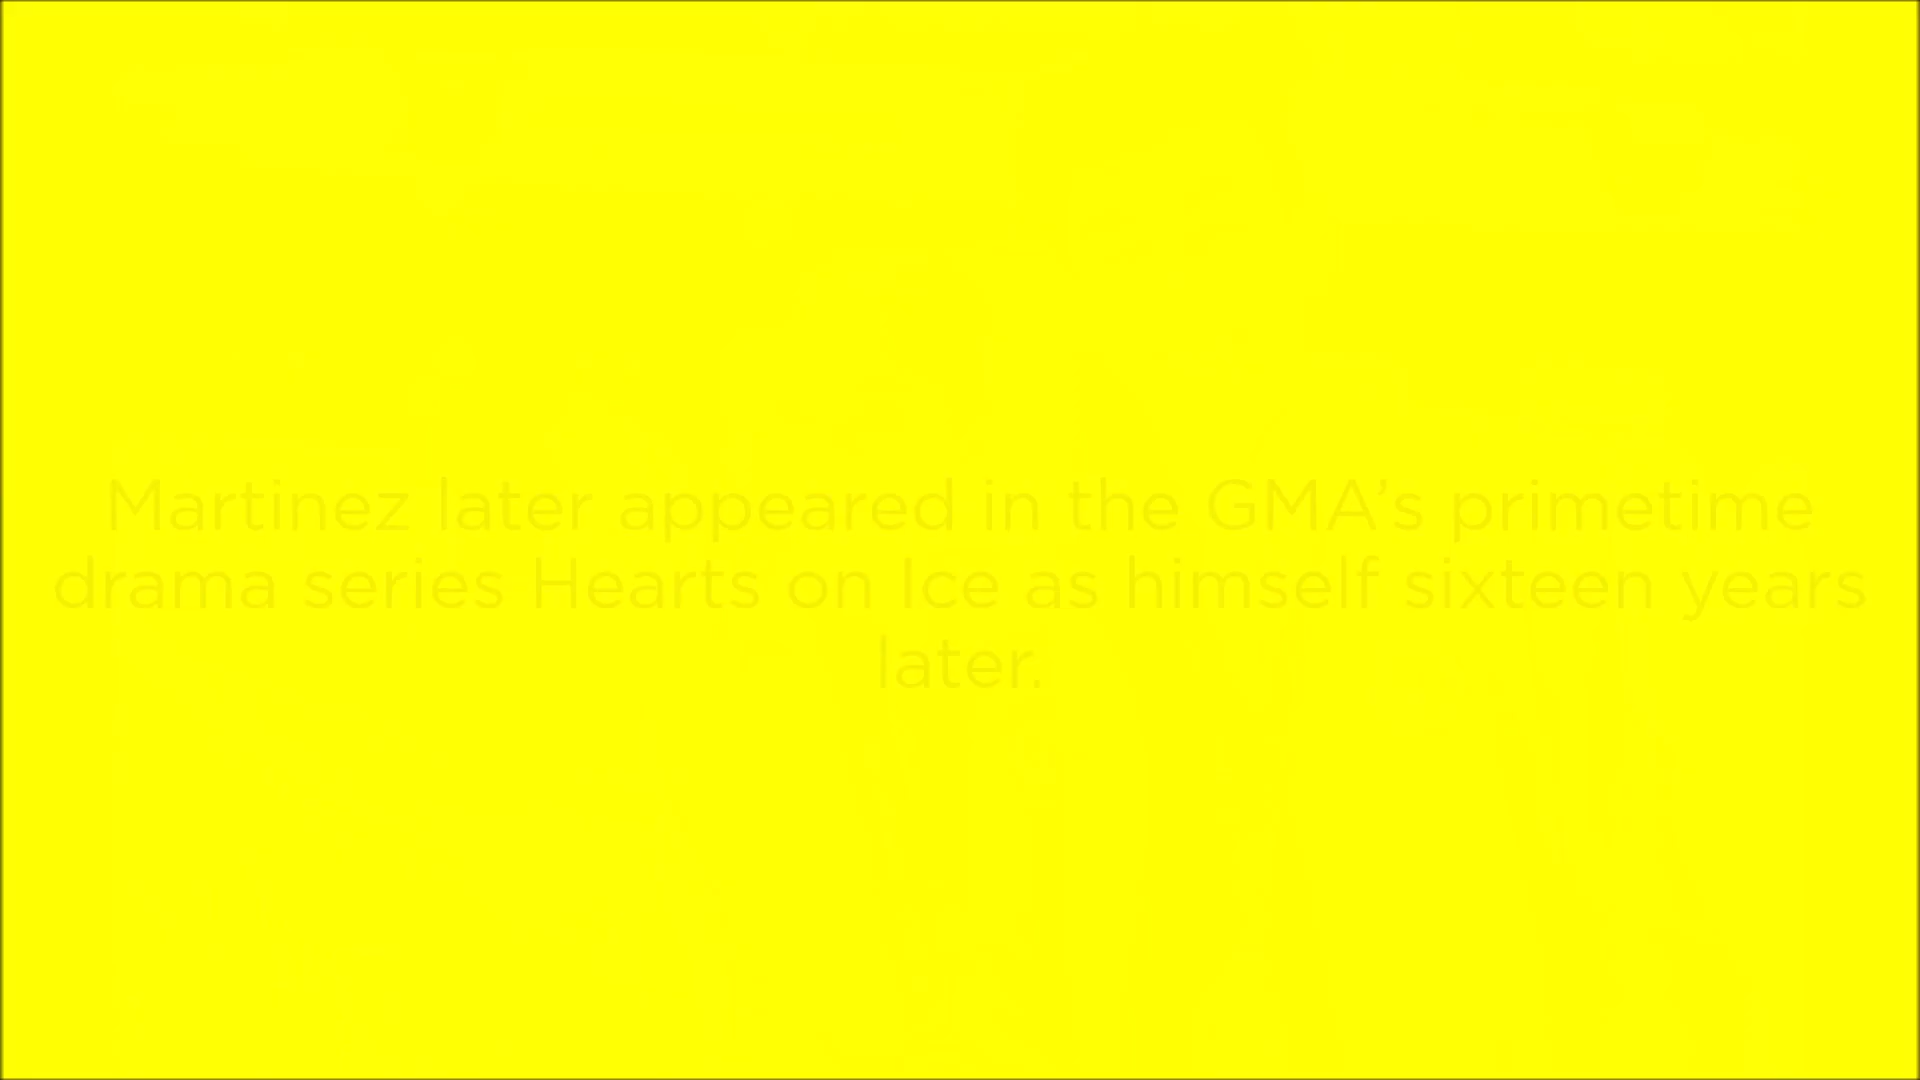 Martinez later appeared in the GMA’s primetime
drama series Hearts on Ice as himself sixteen years
later.